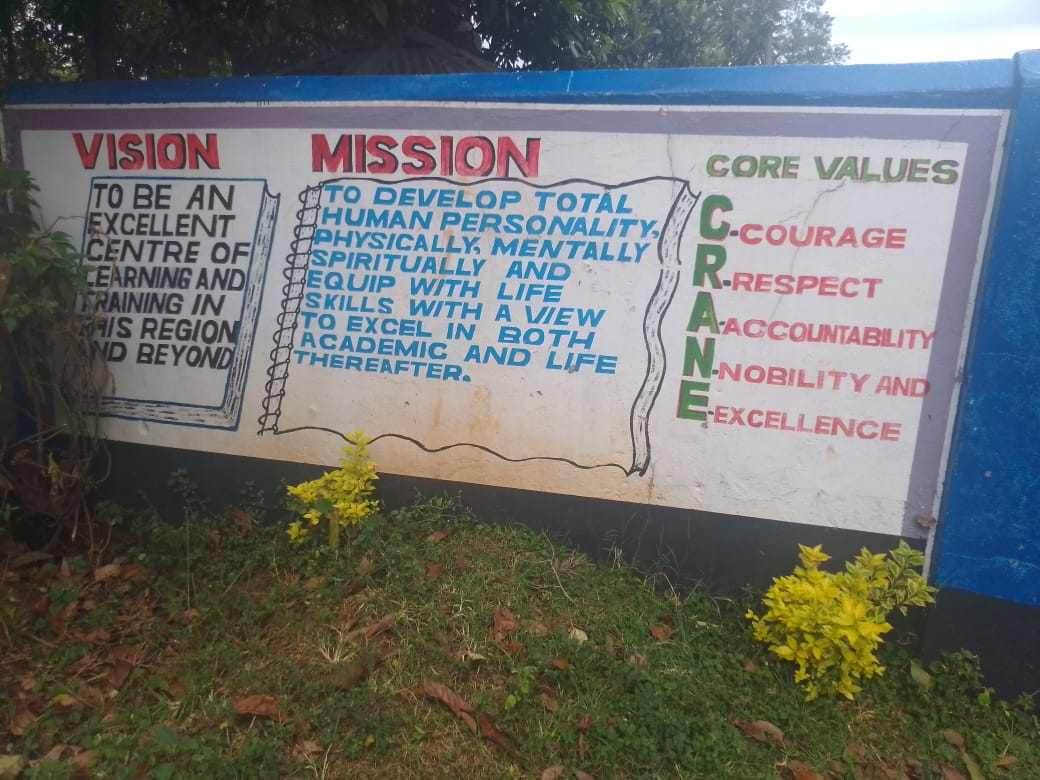 VISION
TO BE AN
EXCELLENT
CENTRE OF
LEARNING AND
TRAINING IN
THIS REGION
AND BEYOND
MISSION
TO DEVELOP TOTAL
HUMAN PERSONALITY,
PHYSICALLY, MENTALLY
SPIRITUALLY AND
EQUIP WITH LIFE
SKILLS WITH A VIEW
TO EXCEL IN BOTH
ACADEMIC AND LIFE
THEREAFTER.
CORE VALUES
C-COURAGE
R-RESPECT
A-ACCOUNTABILITY
N-NOBILITY AND
E-EXCELLENCE